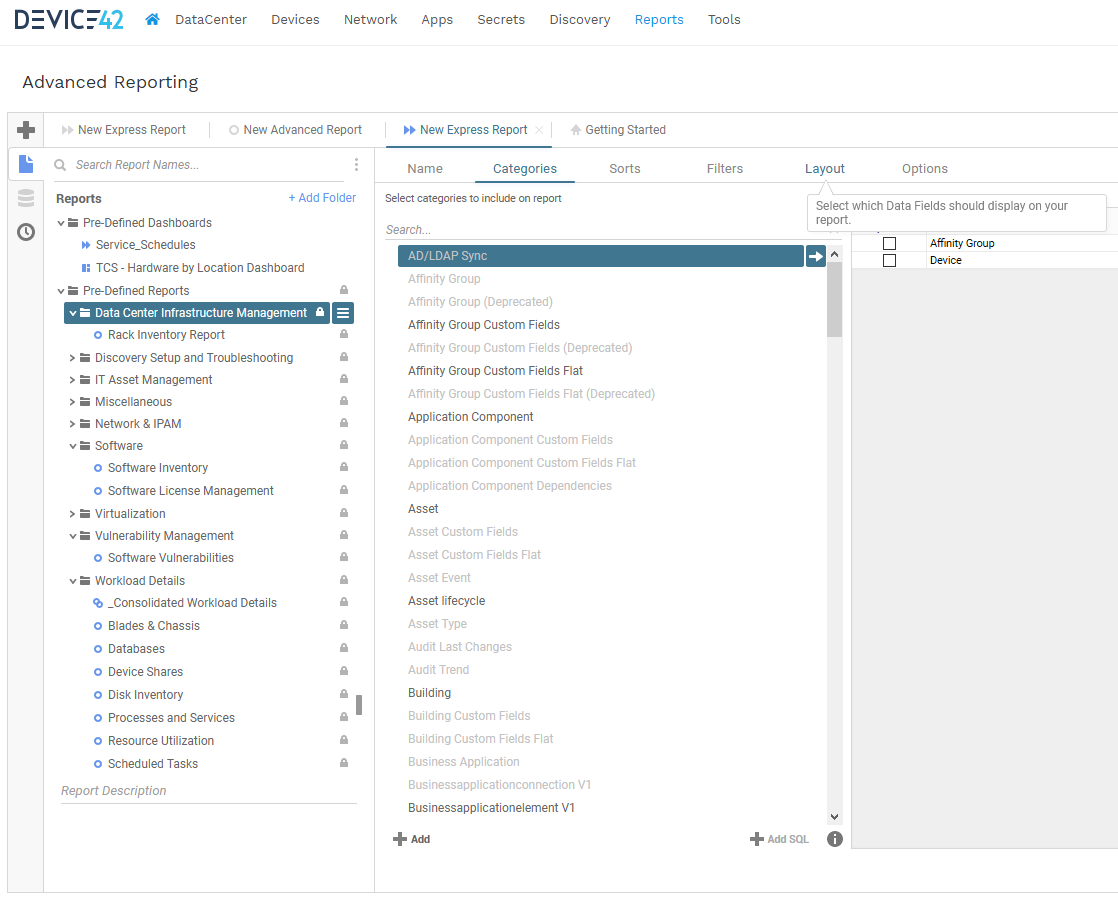 DEVICE42
DataCenter
Devices
Network
Apps
Secrets
Discovery
Reports
Tools
Advanced Reporting
New Express Report
New Advanced Report
New Express Report
Getting Started
Search Report Names...
Reports
+ Add Folder
Pre-Defined Dashboards
Service_Schedules
TCS - Hardware by Location Dashboard
Pre-Defined Reports
Data Center Infrastructure Management
Rack Inventory Report
Discovery Setup and Troubleshooting
IT Asset Management
Miscellaneous
Network & IPAM
Software
Software Inventory
Software License Management
Virtualization
Vulnerability Management
Software Vulnerabilities
Workload Details
_Consolidated Workload Details
Blades & Chassis
Databases
Device Shares
Disk Inventory
Processes and Services
Resource Utilization
Scheduled Tasks
Report Description
Name
Categories
Sorts
Filters
Layout
Options
Select categories to include on report
Select which Data Fields should display on your
report.
Search...
AD/LDAP Sync
Affinity Group
Affinity Group (Deprecated)
Affinity Group Custom Fields
Affinity Group Custom Fields (Deprecated)
Affinity Group Custom Fields Flat
Affinity Group Custom Fields Flat (Deprecated)
Application Component
Application Component Custom Fields
Application Component Custom Fields Flat
Application Component Dependencies
Asset
Asset Custom Fields
Asset Custom Fields Flat
Asset Event
Asset lifecycle
Asset Type
Audit Last Changes
Audit Trend
Building
Building Custom Fields
Building Custom Fields Flat
Business Application
Businessapplicationconnection V1
Businessapplicationelement V1
Add
Add SQL
Affinity Group
Device